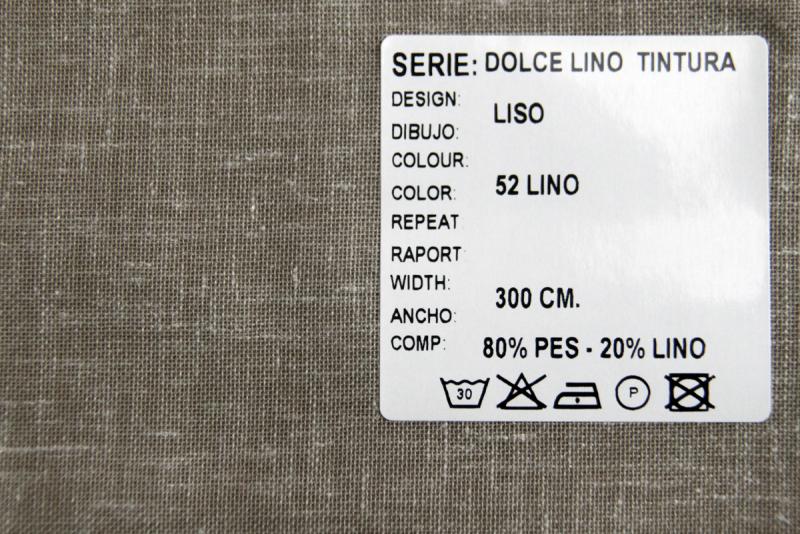 SERIE: DOLCE LINO TINTURA
DESIGN:
LISO
DIBUJO:
COLOUR:
52 LINO
COLOR:
REPEAT
RAPORT
WIDTH:
300 CM.
ANCHO:
COMP: 80% PES - 20% LINO
30 P